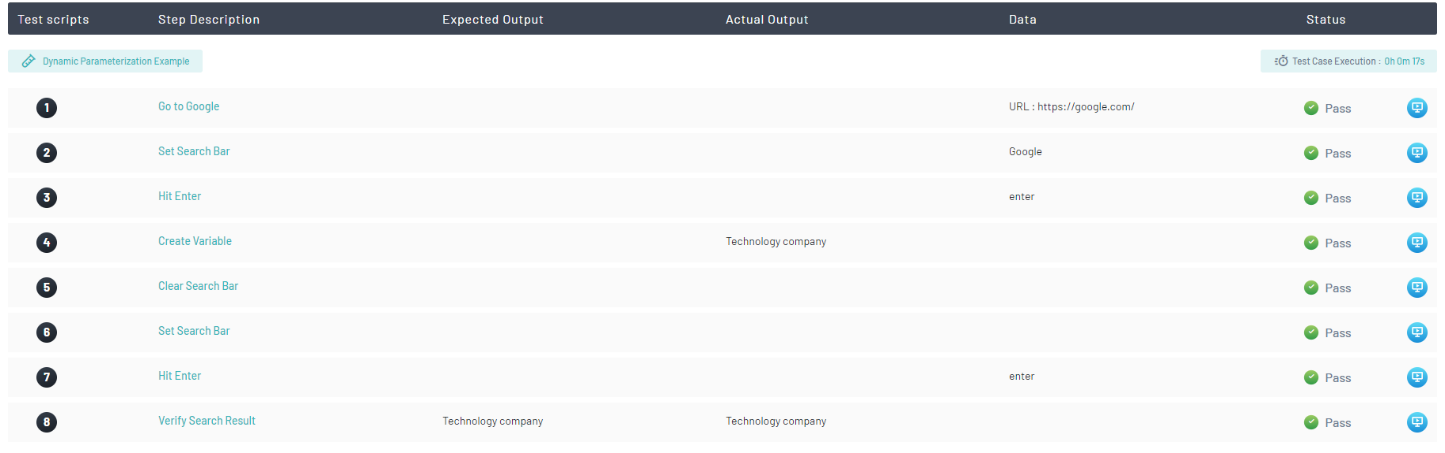 Test scripts Step Description Expected Output Actual Output Data Status
Dynamic Parameterization Example Test Case Execution : 0h 0m 17s
1 Go to Google URL : https://google.com/ Pass
2 Set Search Bar Google Pass
3 Hit Enter enter Pass
4 Create Variable Technology company Pass
5 Clear Search Bar Pass
6 Set Search Bar Pass
7 Hit Enter enter Pass
8 Verify Search Result Technology company Technology company Pass